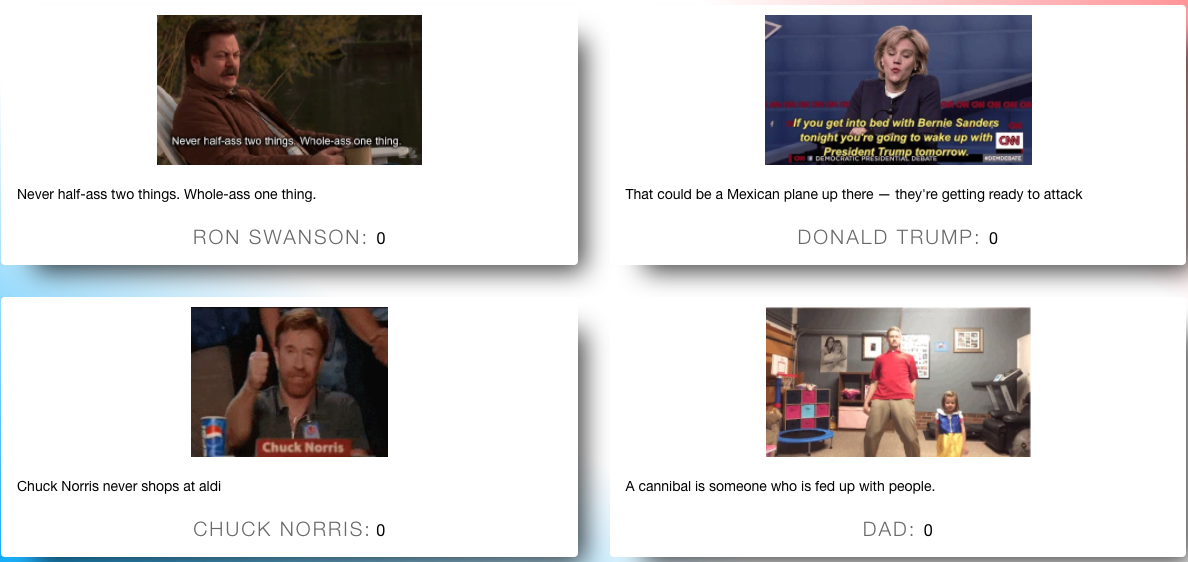 Never half-ass two things. Whole-ass one thing.
Never half-ass two things. Whole-ass one thing.
RON SWANSON: 0
If you get into bed with Bernie Sanders
tonight you're going to wake up with
President Trump tomorrow.
CNN
CNN
DEMOCRATIC PRESIDENTIAL DEBATE
#DEMDEBATE
That could be a Mexican plane up there — they're getting ready to attack
DONALD TRUMP: 0
Chuck Norris
Chuck Norris never shops at aldi
CHUCK NORRIS: 0
A cannibal is someone who is fed up with people.
DAD: 0